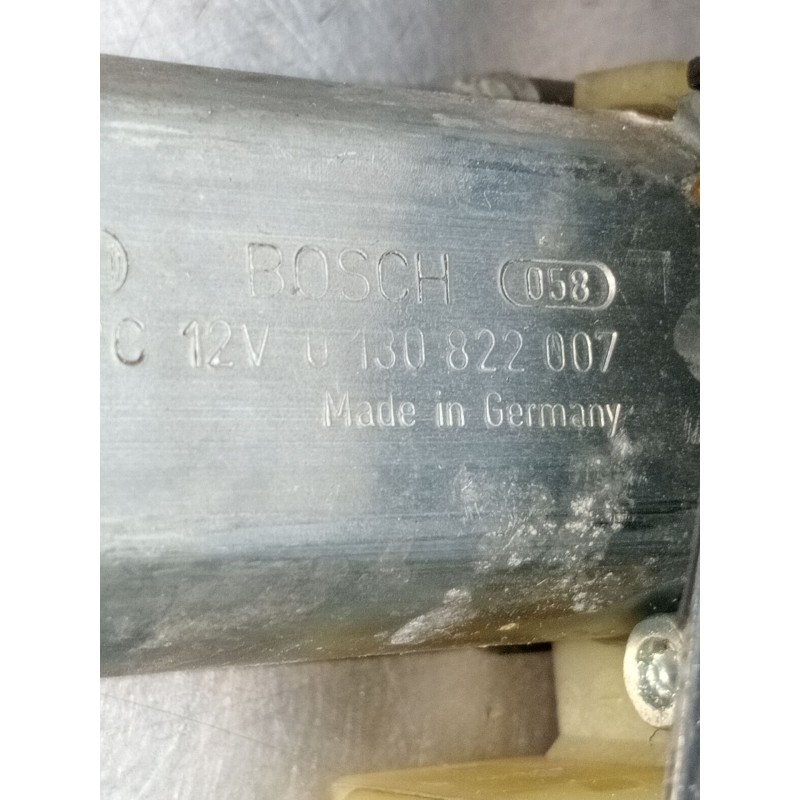 BOSCH 058
C 12V 0 130 822 007
Made in Germany